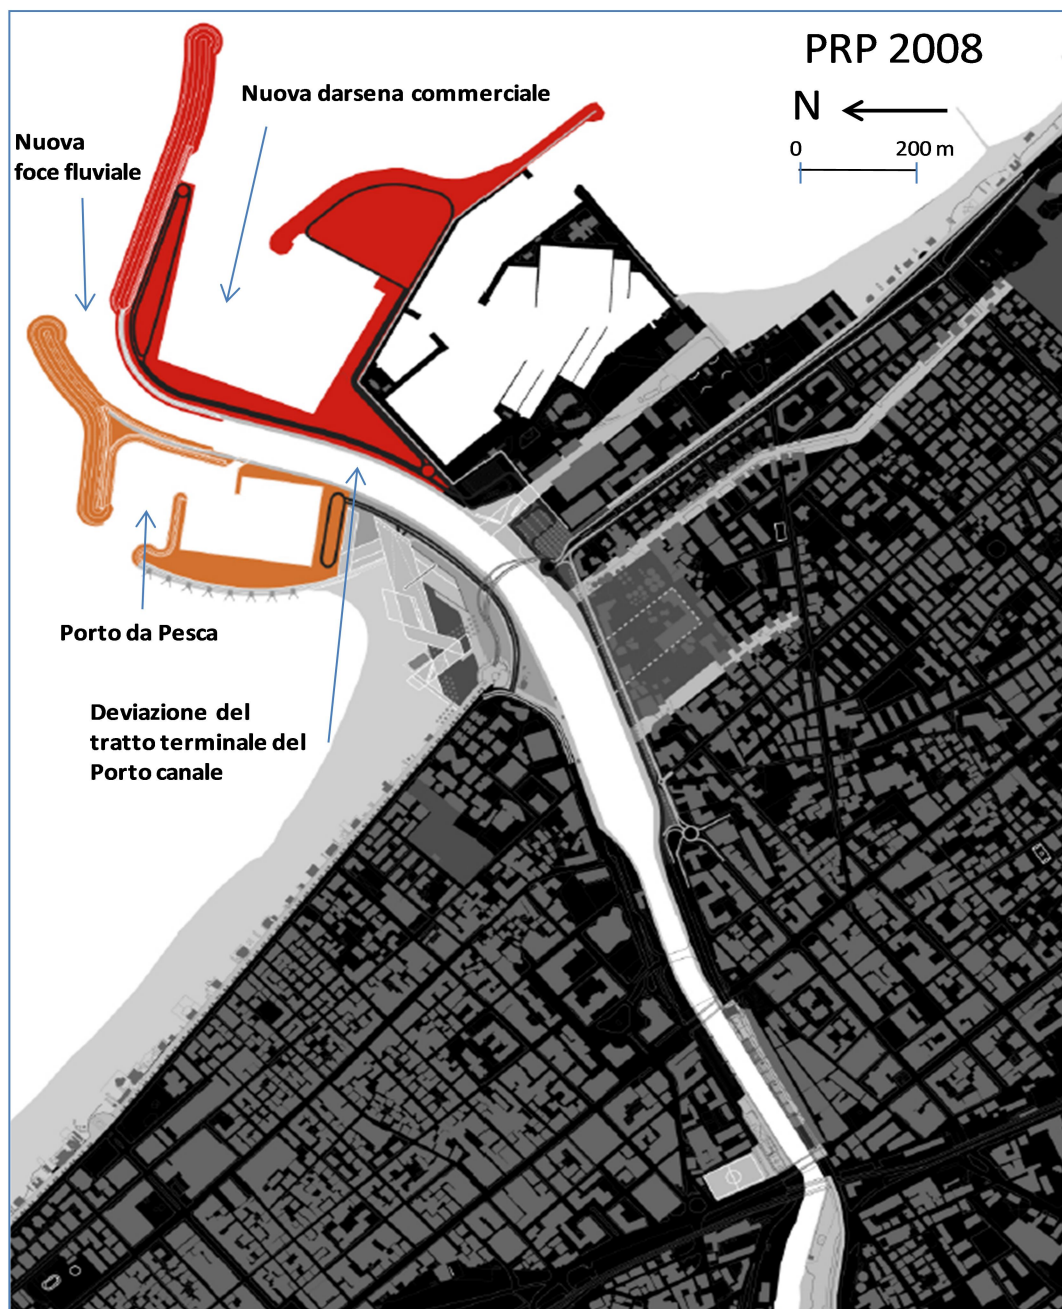 PRP 2008
Nuova darsena commerciale
N
Nuova
foce fluviale
0 200 m
Porto da Pesca
Deviazione del
tratto terminale del
Porto canale